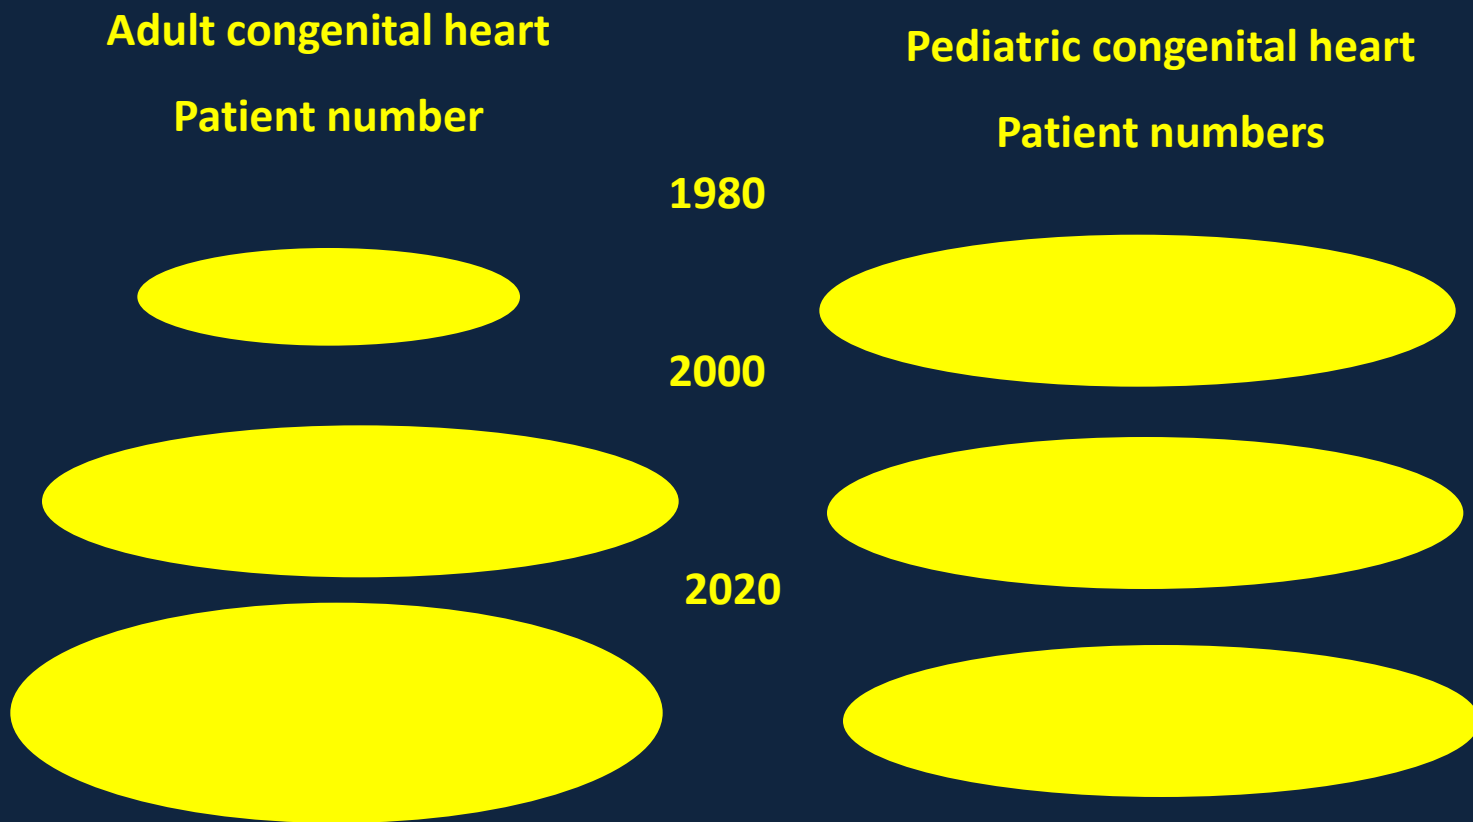 Adult congenital heart
Patient number
Pediatric congenital heart
Patient numbers
1980
2000
2020